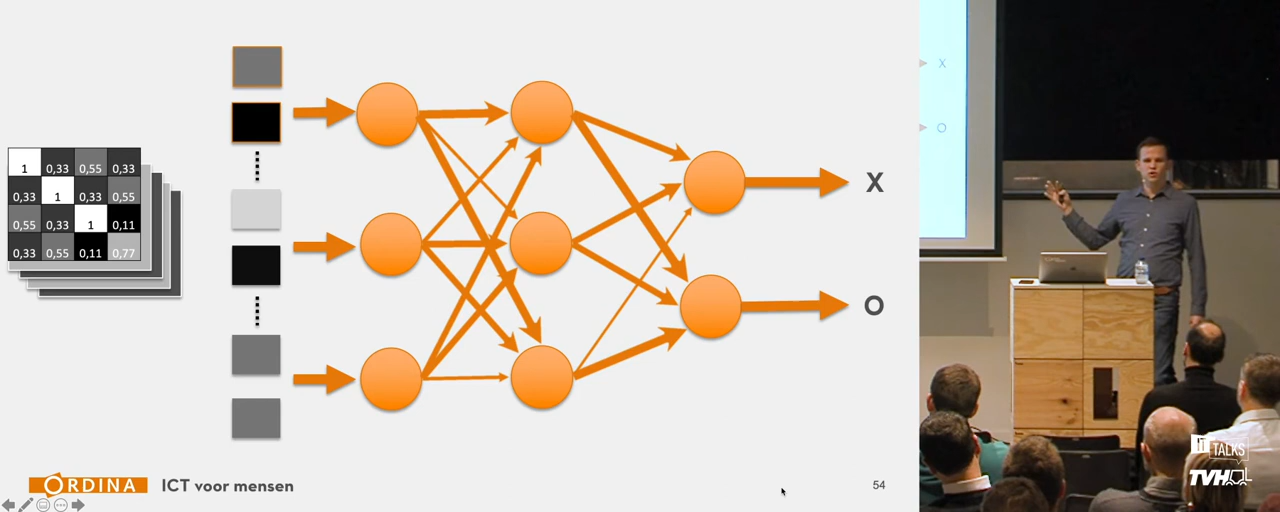 1 0,33 0,55 0,33
0,33 1 0,33 0,55
0,55 0,33 1 0,11
0,33 0,55 0,11 0,77
X
O
ORDINA ICT voor mensen
54
X
O
IT TALKS
TVH